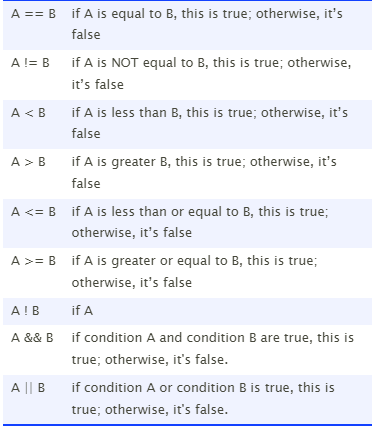 A == B if A is equal to B, this is true; otherwise, it’s
false
A != B if A is NOT equal to B, this is true; otherwise,
it’s false
A < B if A is less than B, this is true; otherwise, it’s
false
A > B if A is greater B, this is true; otherwise, it’s
false
A <= B if A is less than or equal to B, this is true;
otherwise, it’s false
A >= B if A is greater or equal to B, this is true;
otherwise, it’s false
A ! B if A
A && B if condition A and condition B are true, this is
true; otherwise, it’s false.
A || B if condition A or condition B is true, this is
true; otherwise, it’s false.